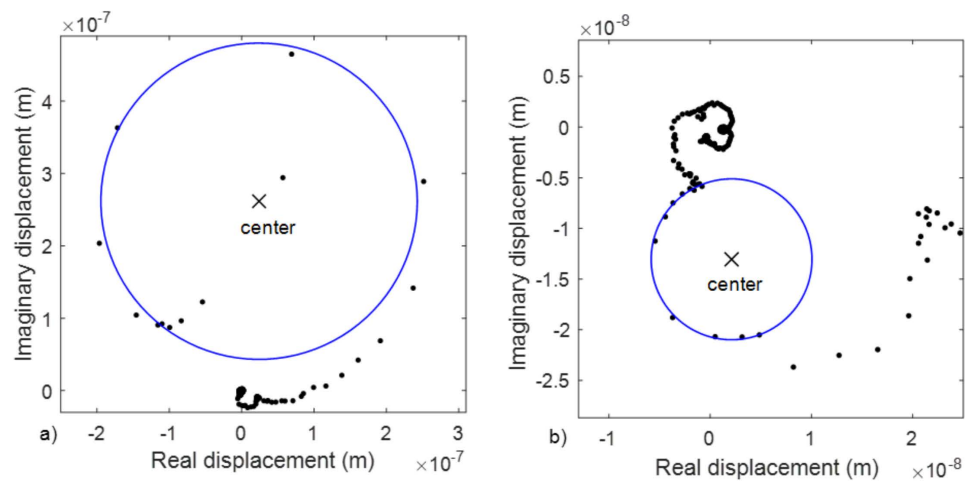 ×10⁻⁷
4
3
2
1
0
Imaginary displacement (m)
center
a)
-2 -1 0 1 2 3
Real displacement (m)
×10⁻⁷
×10⁻⁸
0.5
0
-0.5
-1
-1.5
-2
-2.5
Imaginary displacement (m)
center
b)
-1 0 1 2
Real displacement (m)
×10⁻⁸